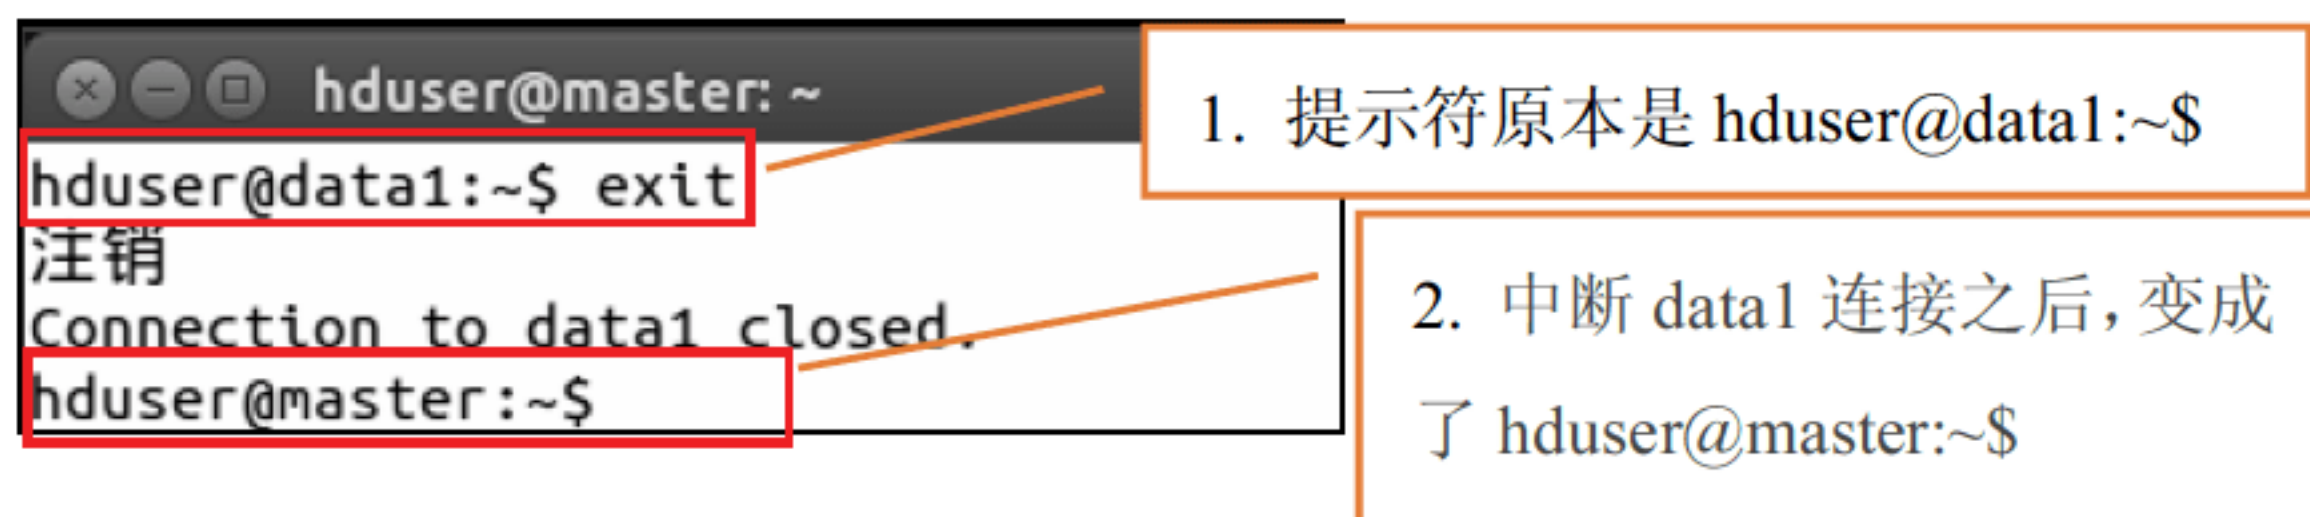 hduser@master: ~
hduser@data1:~$ exit
注销
Connection to data1 closed.
hduser@master:~$
1. 提示符原本是 hduser@data1:~$
2. 中断 data1 连接之后，变成
了 hduser@master:~$